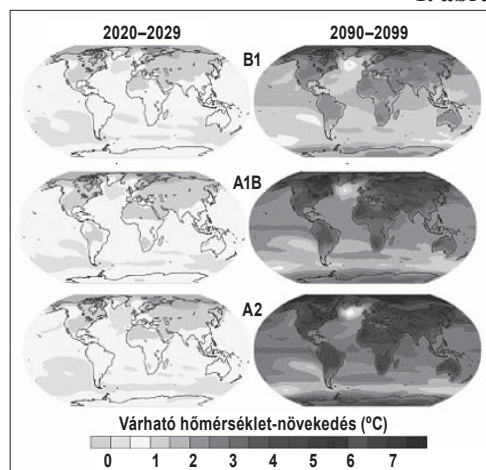 2020–2029 2090–2099
B1
A1B
A2
Várható hőmérséklet-növekedés (ºC)
0 1 2 3 4 5 6 7